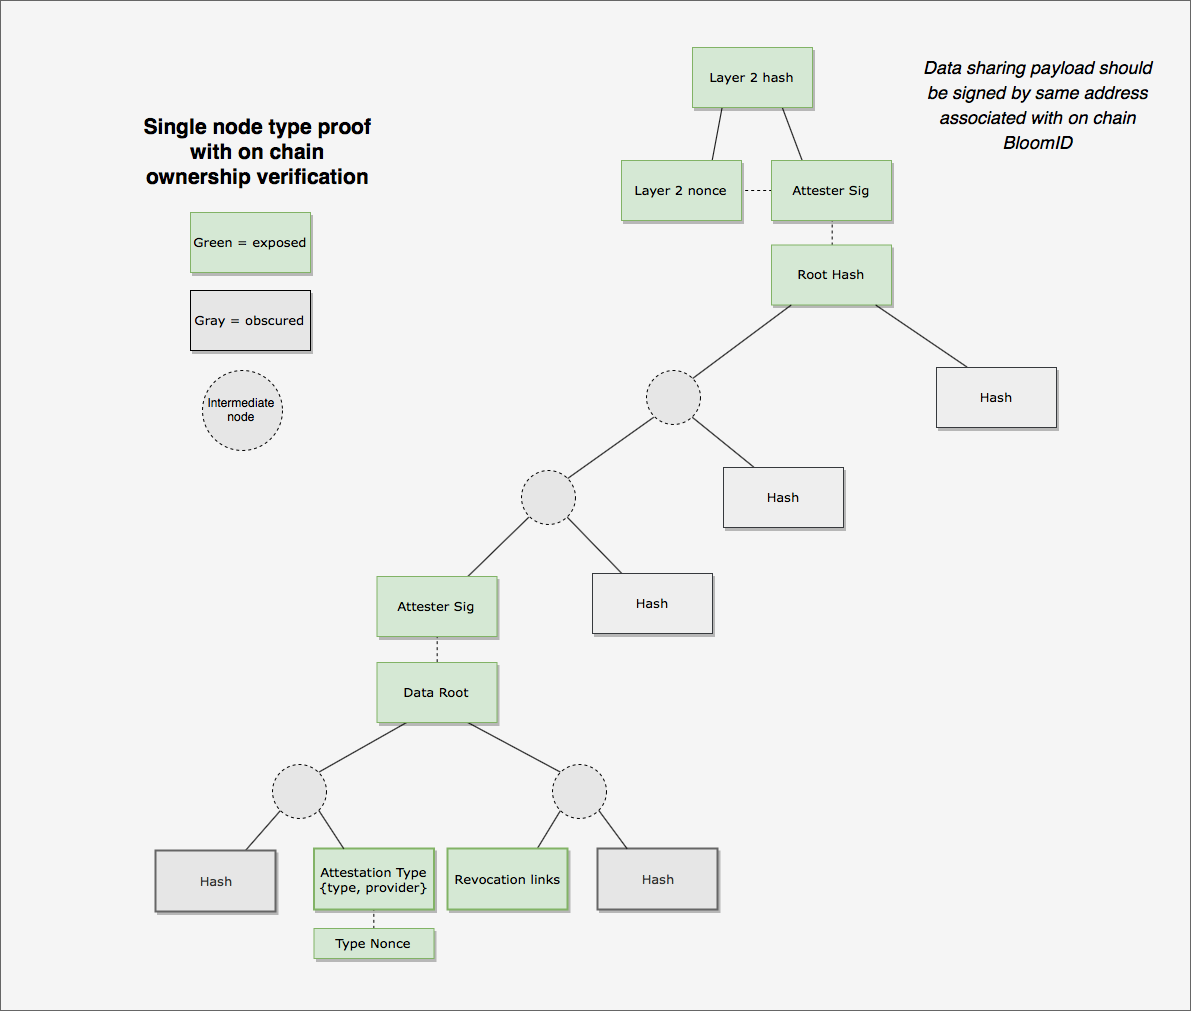 Single node type proof
with on chain
ownership verification
Green = exposed
Gray = obscured
Intermediate
node
Data sharing payload should
be signed by same address
associated with on chain
BloomID
Layer 2 hash
Layer 2 nonce
Attester Sig
Root Hash
Hash
Hash
Hash
Attester Sig
Data Root
Hash
Attestation Type
{type, provider}
Revocation links
Hash
Type Nonce